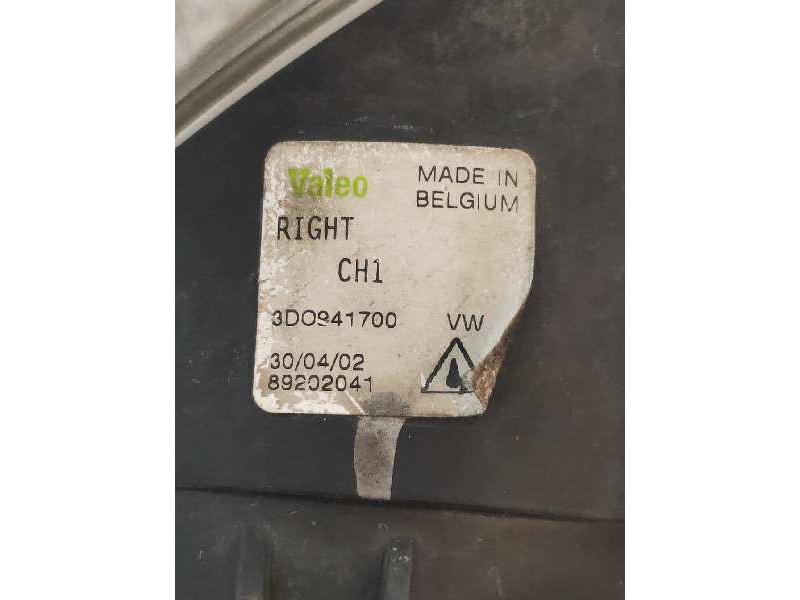 Valeo
MADE IN
BELGIUM
RIGHT
CH1
3D0941700
VW
30/04/02
89202041